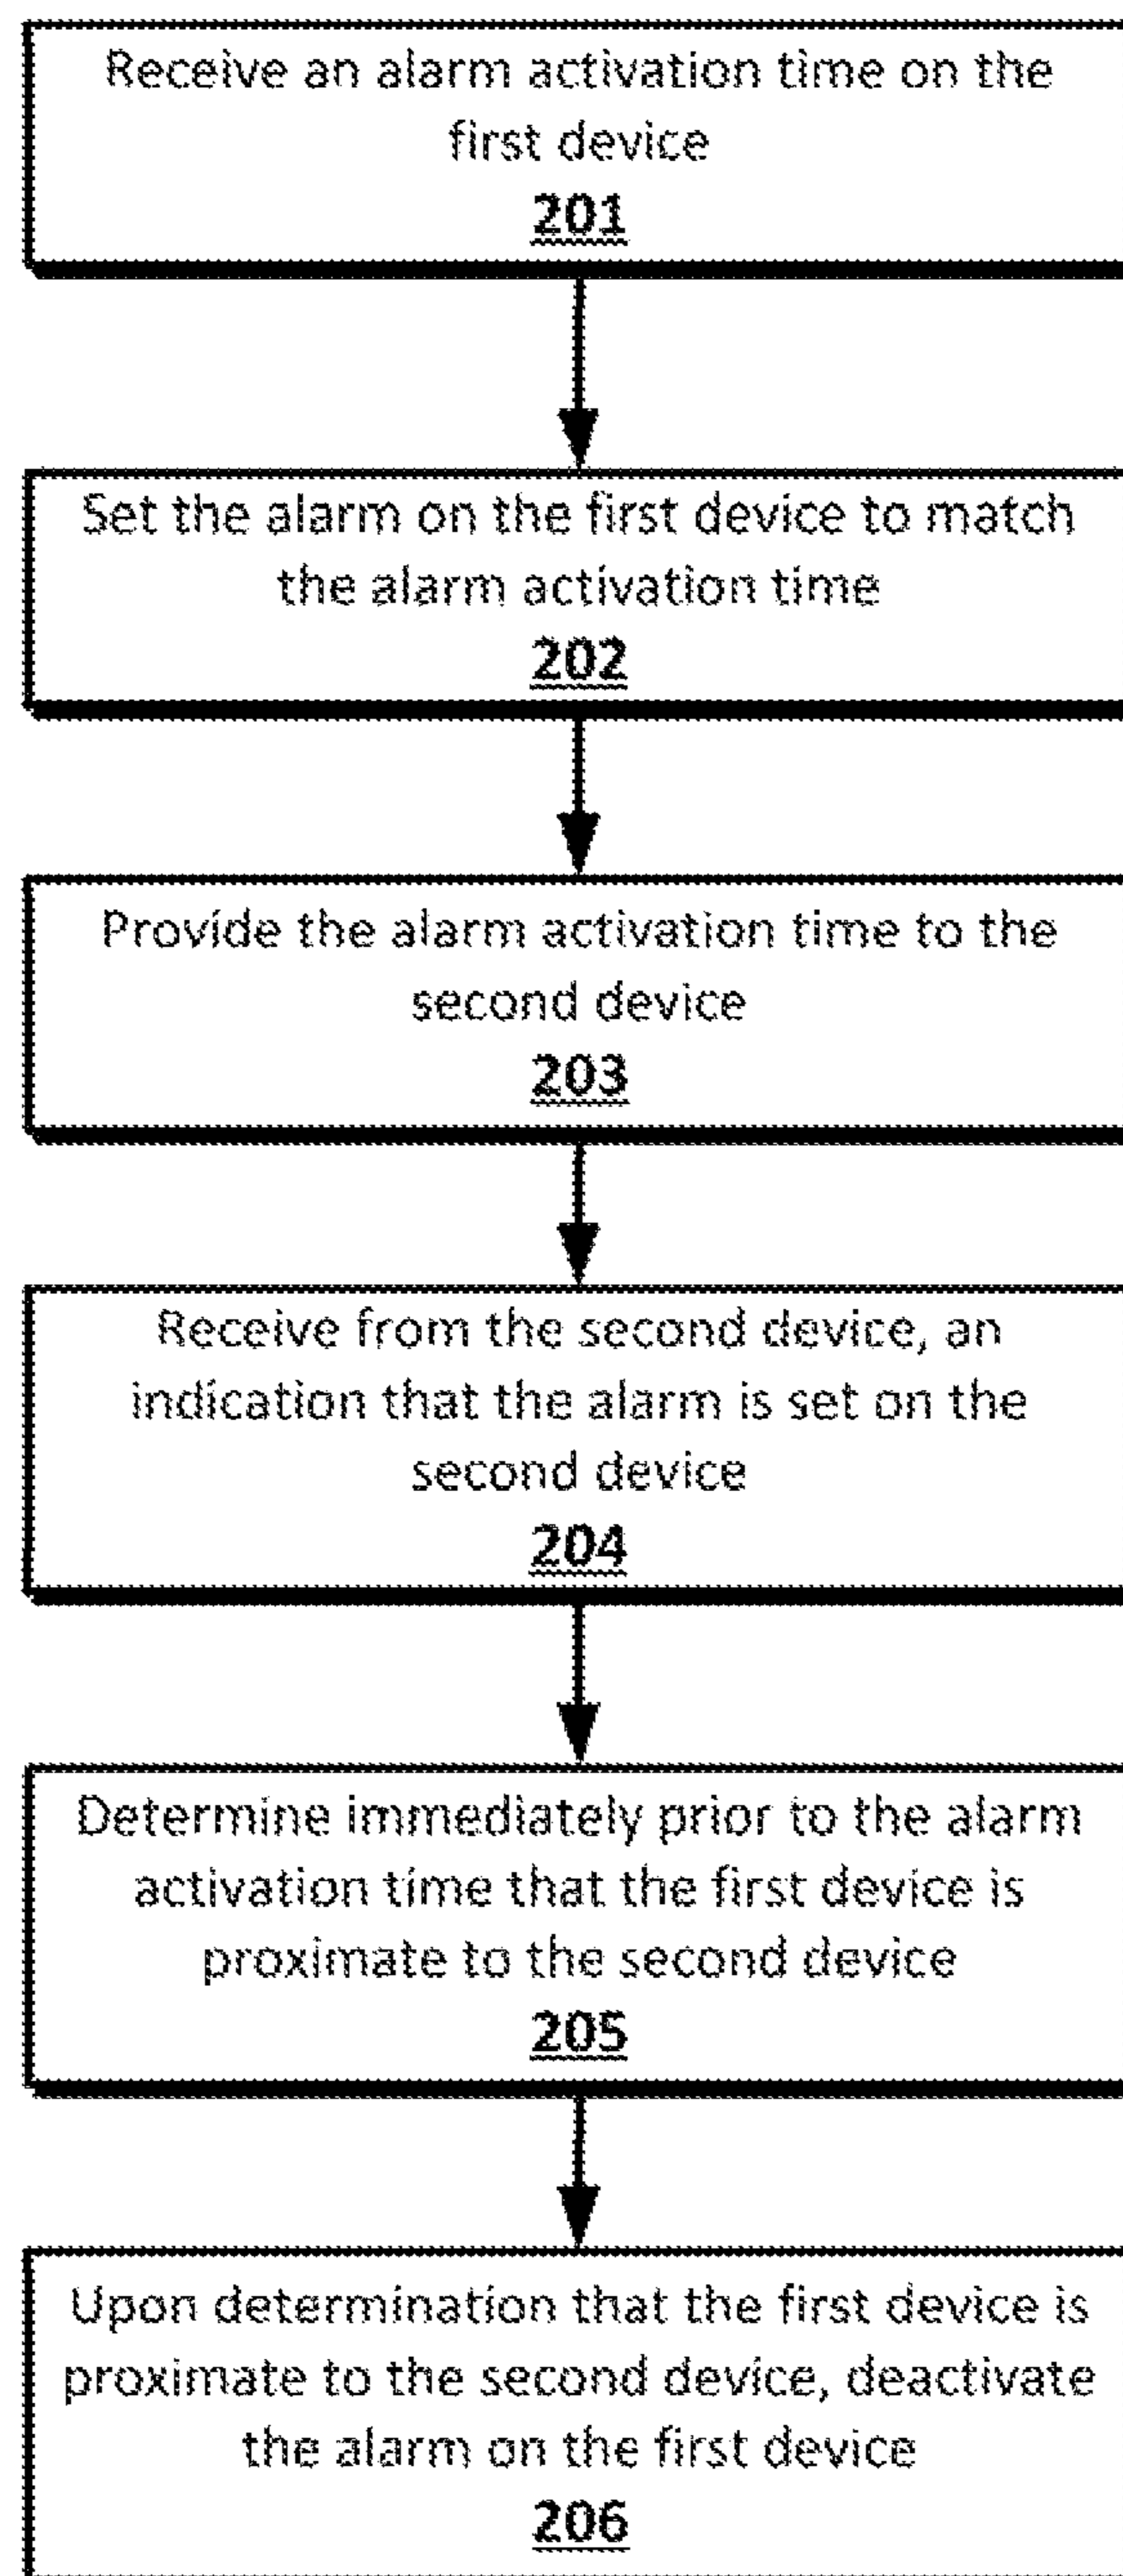 Receive an alarm activation time on the
first device
201
Set the alarm on the first device to match
the alarm activation time
202
Provide the alarm activation time to the
second device
203
Receive from the second device, an
indication that the alarm is set on the
second device
204
Determine immediately prior to the alarm
activation time that the first device is
proximate to the second device
205
Upon determination that the first device is
proximate to the second device, deactivate
the alarm on the first device
206